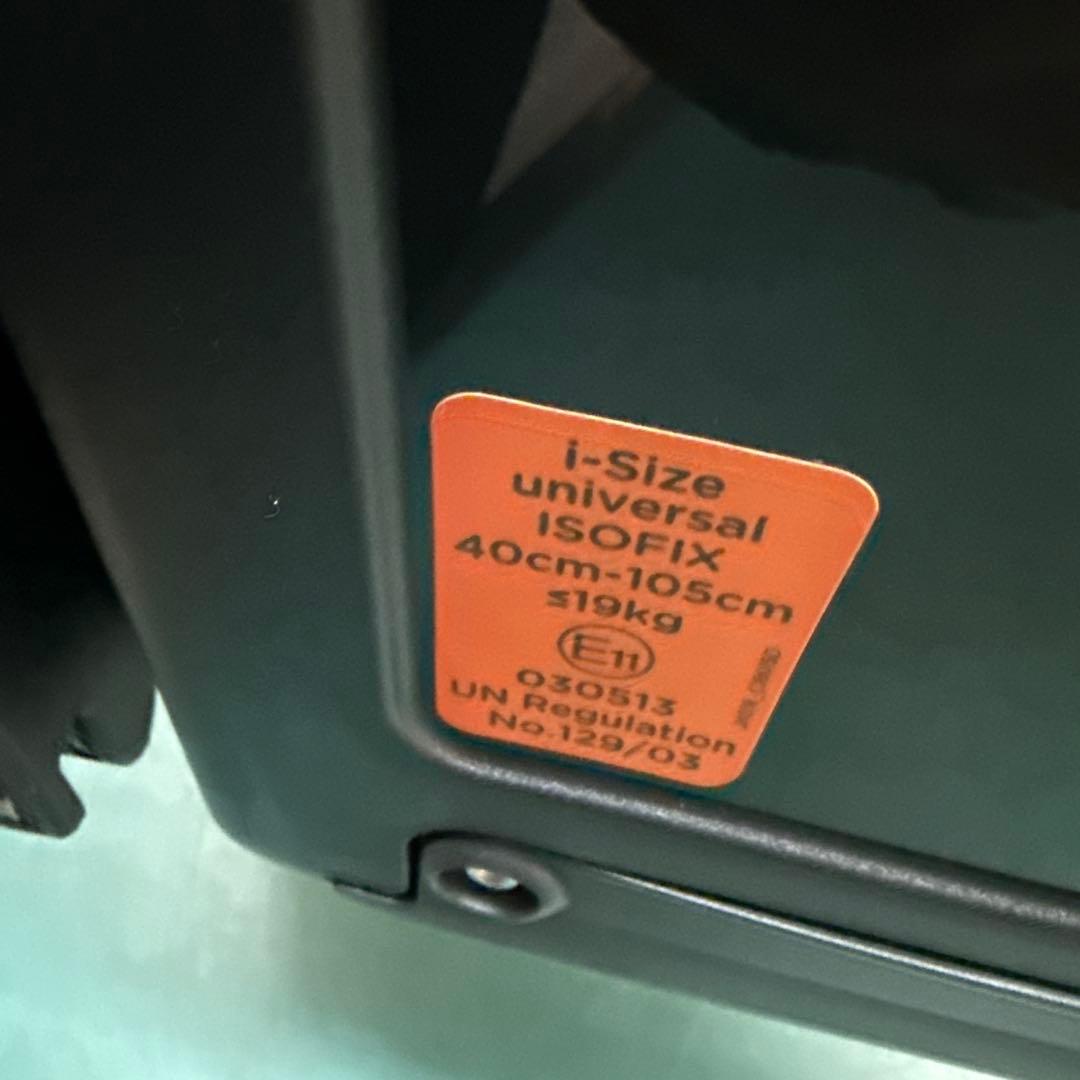 i-Size
universal
ISOFIX
40cm-105cm
≤19kg
E11
030513
UN Regulation
No.129/03